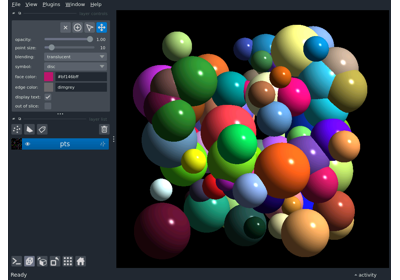 File View Plugins Window Help
opacity: 1.00
point size: 10
blending: translucent
symbol: disc
face color: #bf1466ff
edge color: dimgrey
display text:
out of slice:
pts
Ready
activity